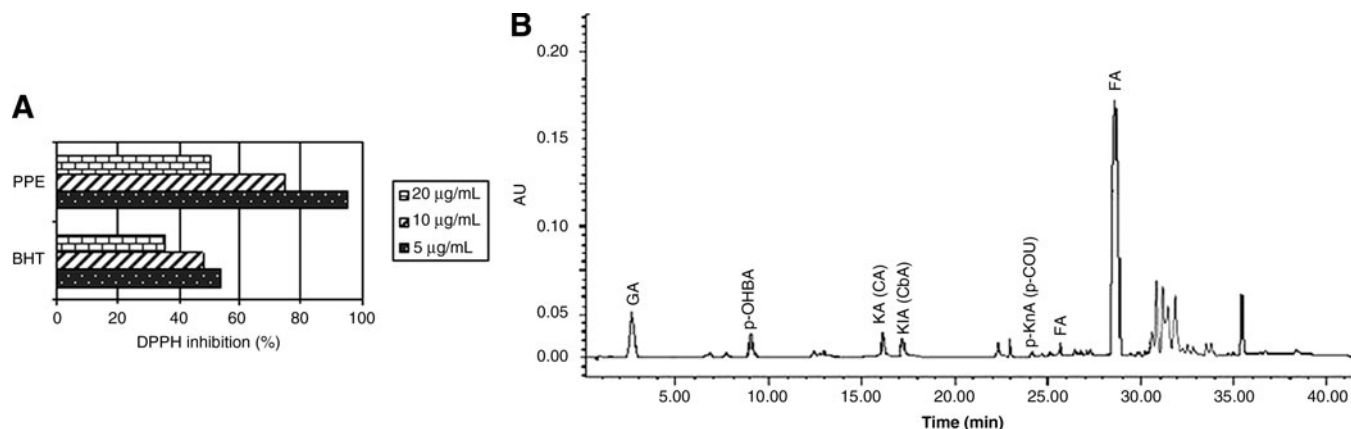 A
PPE
BHT
0 20 40 60 80 100
DPPH inhibition (%)
20 µg/mL
10 µg/mL
5 µg/mL
B
0.20
0.15
0.10
0.05
0.00
AU
GA
p-OHBA
KA (CA)
KIA (CbA)
p-KnA (p-COU)
FA
FA
5.00 10.00 15.00 20.00 25.00 30.00 35.00 40.00
Time (min)